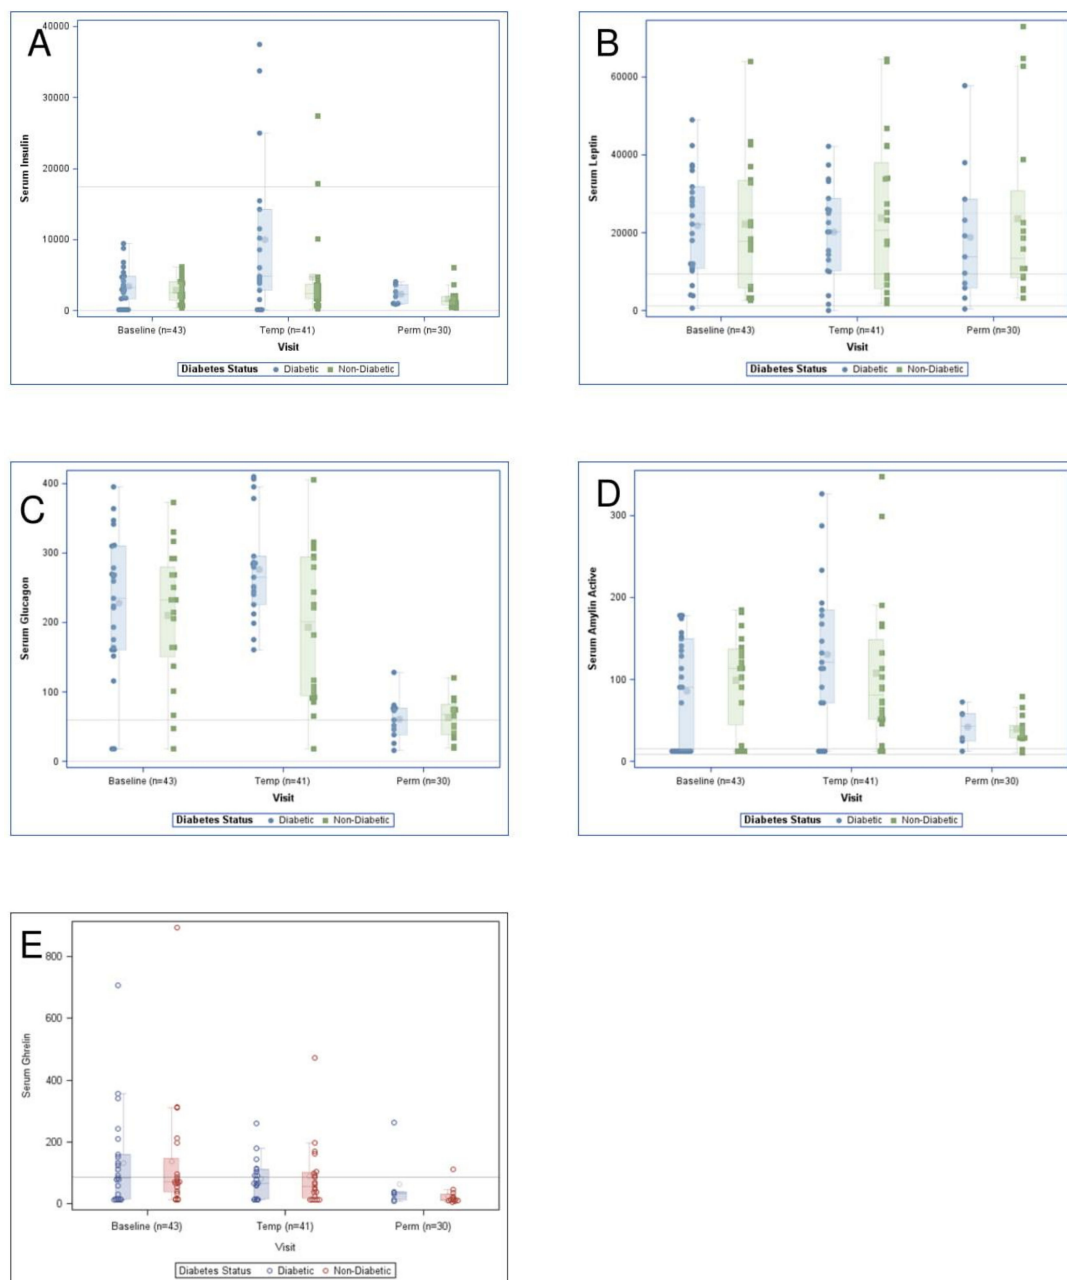 A
Serum Insulin
40000
30000
20000
10000
0
Baseline (n=43) Temp (n=41) Perm (n=30)
Visit
Diabetes Status Diabetic Non-Diabetic
B
Serum Leptin
60000
40000
20000
0
Baseline (n=43) Temp (n=41) Perm (n=30)
Visit
Diabetes Status Diabetic Non-Diabetic
C
Serum Glucagon
400
300
200
100
0
Baseline (n=43) Temp (n=41) Perm (n=30)
Visit
Diabetes Status Diabetic Non-Diabetic
D
Serum Amylin Active
300
200
100
0
Baseline (n=43) Temp (n=41) Perm (n=30)
Visit
Diabetes Status Diabetic Non-Diabetic
E
Serum Ghrelin
800
600
400
200
0
Baseline (n=43) Temp (n=41) Perm (n=30)
Visit
Diabetes Status Diabetic Non-Diabetic